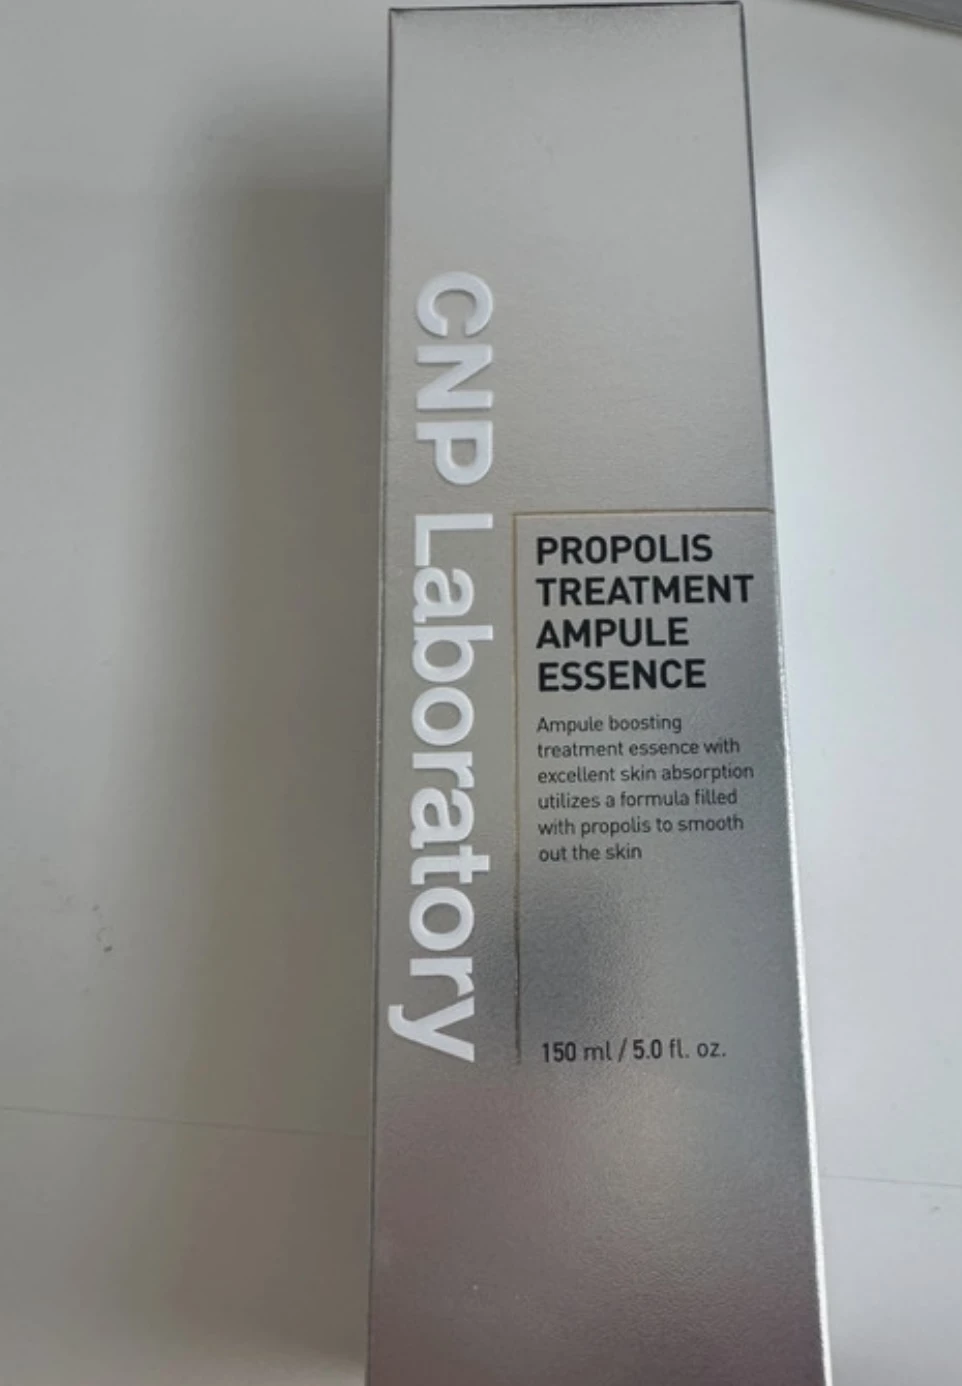 CNP Laboratory
PROPOLIS
TREATMENT
AMPULE
ESSENCE
Ampule boosting
treatment essence with
excellent skin absorption
utilizes a formula filled
with propolis to smooth
out the skin
150 ml / 5.0 fl. oz.